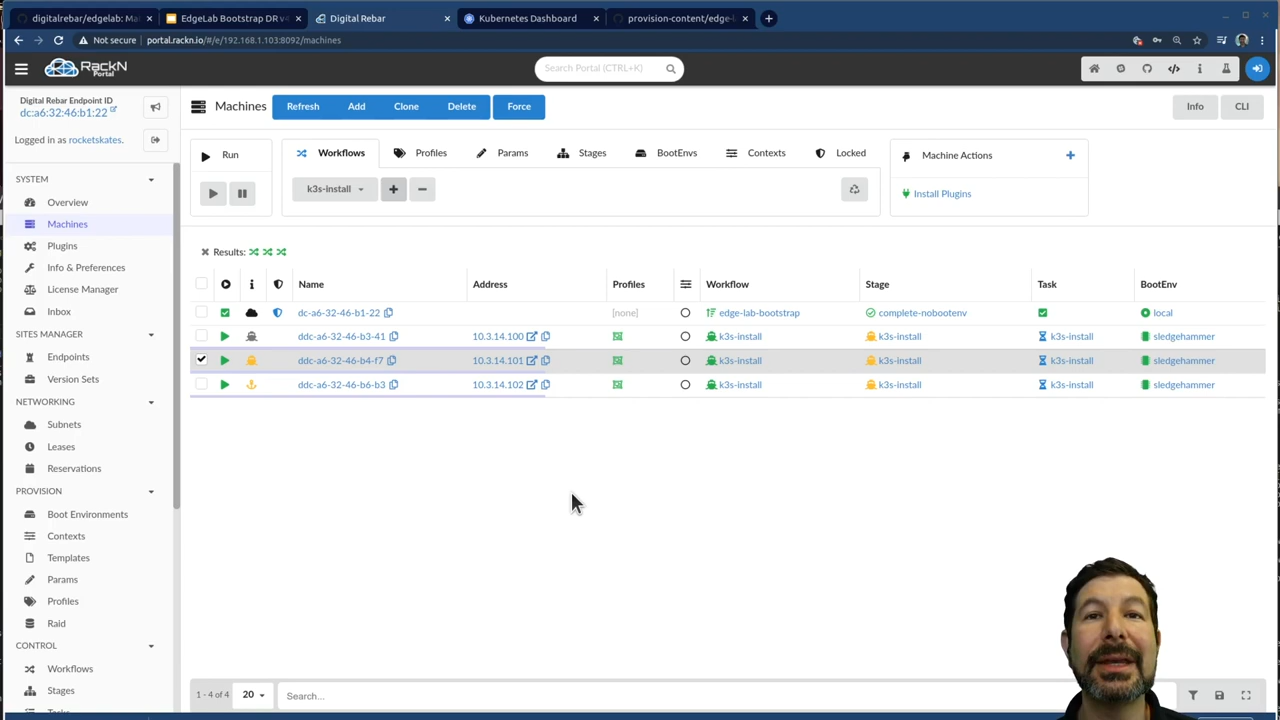 digitalrebar/edgelab: Ma
EdgeLab Bootstrap DR v4
Digital Rebar
Kubernetes Dashboard
provision-content/edge-l
Not secure
portal.rackn.io/#/e/192.168.1.103:8092/machines
RackN
Portal
Search Portal (CTRL+K)
Digital Rebar Endpoint ID
dc:a6:32:46:b1:22
Logged in as rocketskates.
SYSTEM
Overview
Machines
Plugins
Info & Preferences
License Manager
Inbox
SITES MANAGER
Endpoints
Version Sets
NETWORKING
Subnets
Leases
Reservations
PROVISION
Boot Environments
Contexts
Templates
Params
Profiles
Raid
CONTROL
Workflows
Stages
Tasks
Machines
Refresh Add Clone Delete Force
Info CLI
Run
Workflows Profiles Params Stages BootEnvs Contexts Locked
k3s-install
Machine Actions
Install Plugins
Results:
Name Address Profiles Workflow Stage Task BootEnv
dc-a6-32-46-b1-22 [none] edge-lab-bootstrap complete-nobootenv local
ddc-a6-32-46-b3-41 10.3.14.100 k3s-install k3s-install k3s-install sledgehammer
ddc-a6-32-46-b4-f7 10.3.14.101 k3s-install k3s-install k3s-install sledgehammer
ddc-a6-32-46-b6-b3 10.3.14.102 k3s-install k3s-install k3s-install sledgehammer
1 - 4 of 4 20 Search...